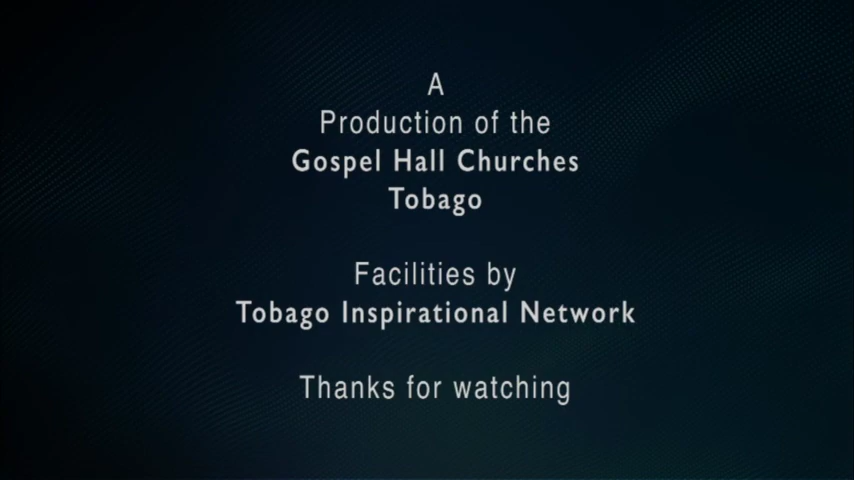 A
Production of the
Gospel Hall Churches
Tobago
Facilities by
Tobago Inspirational Network
Thanks for watching